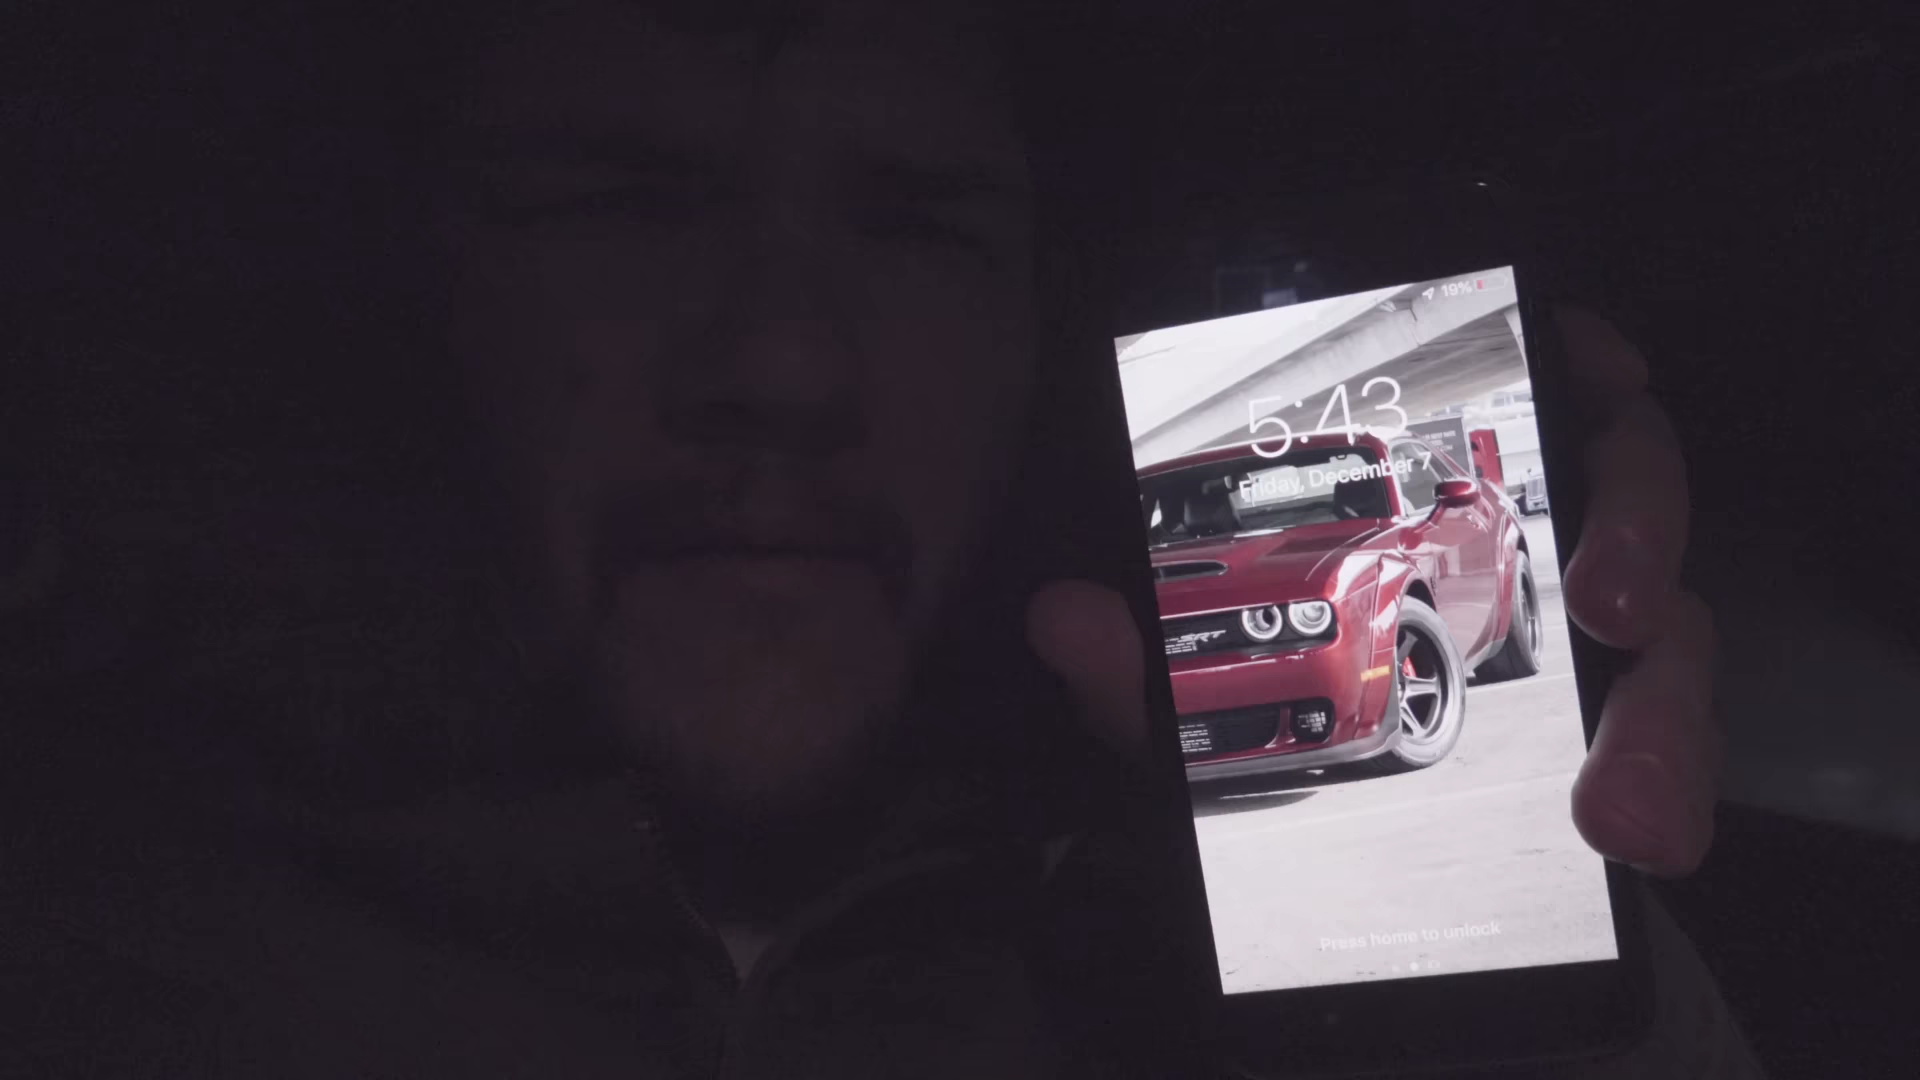 19%
5:43
Friday, December 7
SRT
Press home to unlock